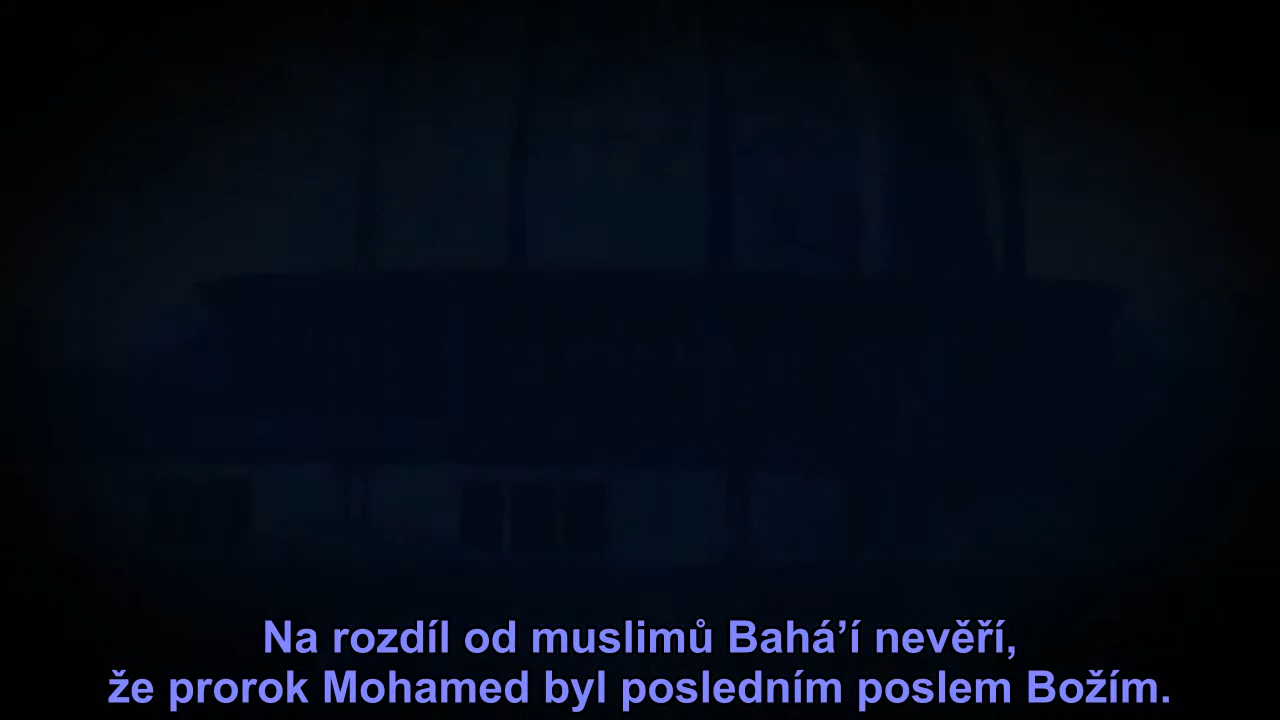 Na rozdíl od muslimů Bahá’í nevěří,
že prorok Mohamed byl posledním poslem Božím.